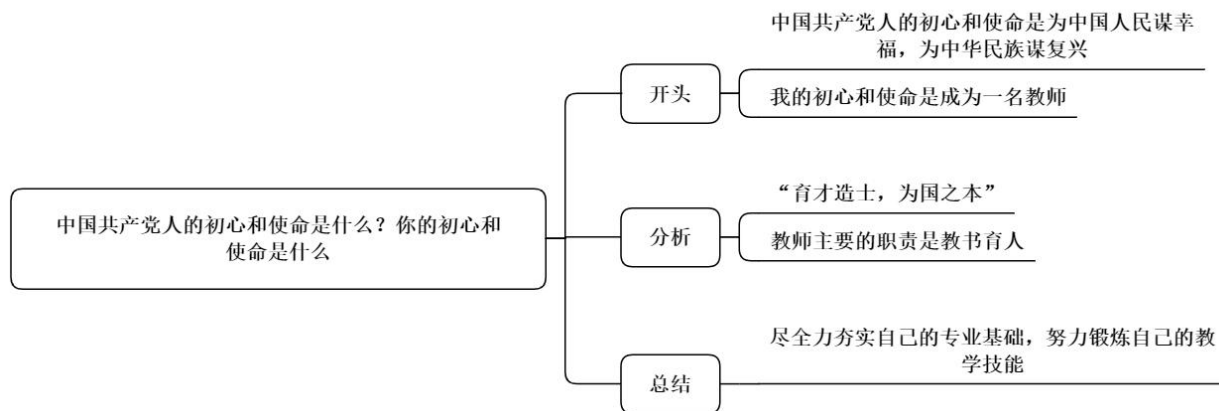 中国共产党人的初心和使命是什么？你的初心和
使命是什么
开头
中国共产党人的初心和使命是为中国人民谋幸
福，为中华民族谋复兴
我的初心和使命是成为一名教师
分析
“育才造士，为国之本”
教师主要的职责是教书育人
总结
尽全力夯实自己的专业基础，努力锻炼自己的教
学技能